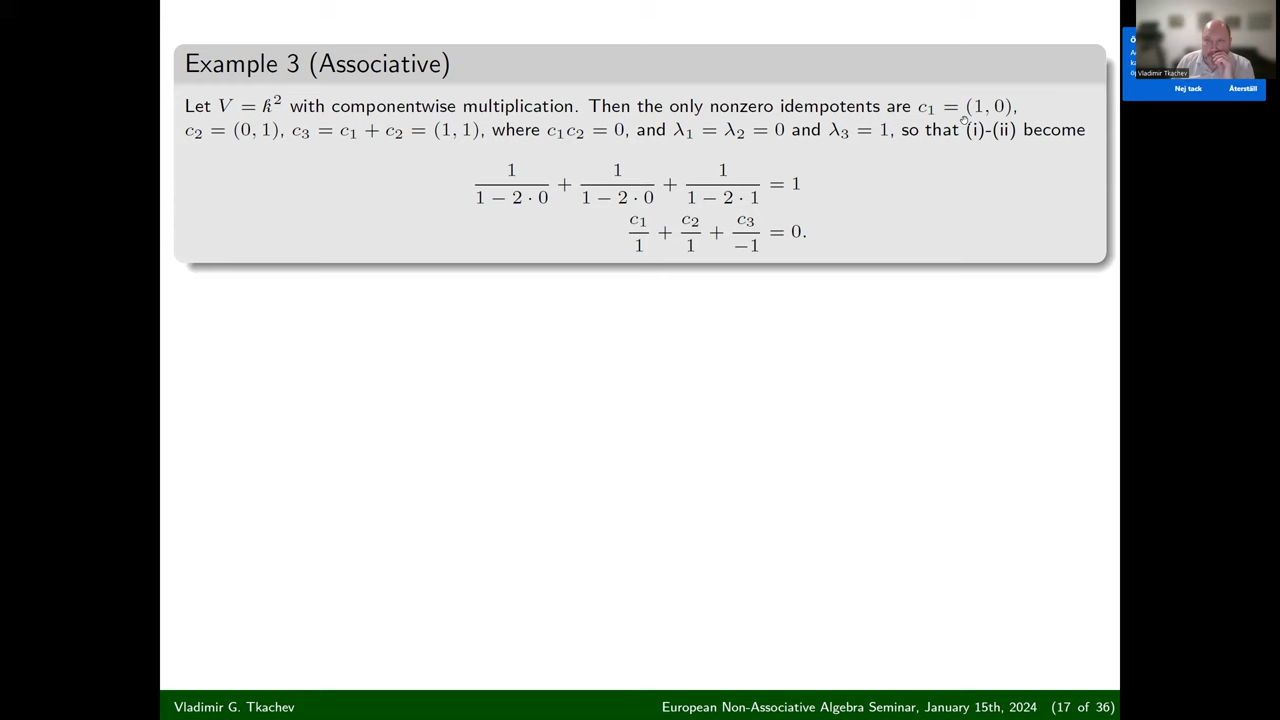 Example 3 (Associative)
Let V = 𝓀² with componentwise multiplication. Then the only nonzero idempotents are c₁ = (1, 0),
c₂ = (0, 1), c₃ = c₁ + c₂ = (1, 1), where c₁c₂ = 0, and λ₁ = λ₂ = 0 and λ₃ = 1, so that (i)-(ii) become
1/(1 − 2 · 0) + 1/(1 − 2 · 0) + 1/(1 − 2 · 1) = 1
c₁/1 + c₂/1 + c₃/−1 = 0.
Vladimir Tkachev
Nej tack Återställ
Vladimir G. Tkachev European Non-Associative Algebra Seminar, January 15th, 2024 (17 of 36)